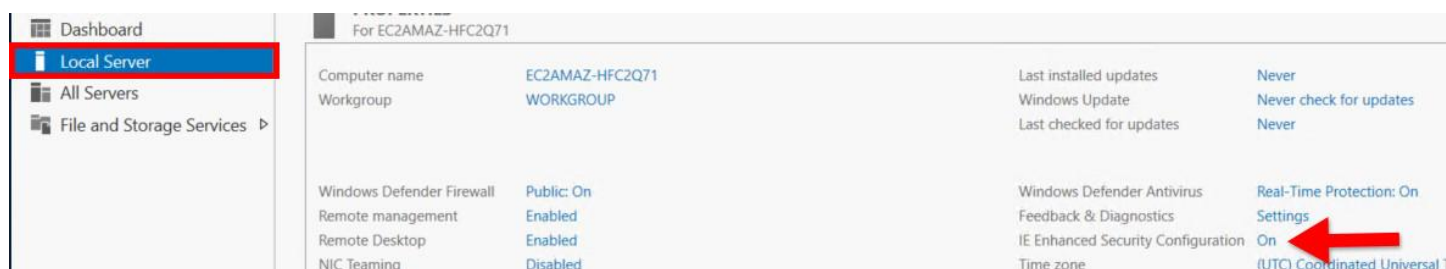 Dashboard
Local Server
All Servers
File and Storage Services
PROPERTIES
For EC2AMAZ-HFC2Q71
Computer name EC2AMAZ-HFC2Q71 Last installed updates Never
Workgroup WORKGROUP Windows Update Never check for updates
Last checked for updates Never
Windows Defender Firewall Public: On Windows Defender Antivirus Real-Time Protection: On
Remote management Enabled Feedback & Diagnostics Settings
Remote Desktop Enabled IE Enhanced Security Configuration On
NIC Teaming Disabled Time zone (UTC) Coordinated Universal